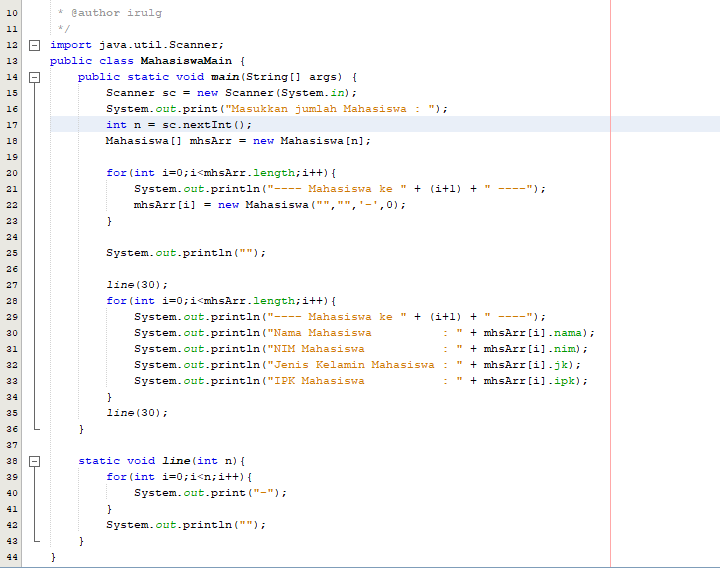 10 * @author irulg
11 */
12 import java.util.Scanner;
13 public class MahasiswaMain {
14 public static void main(String[] args) {
15 Scanner sc = new Scanner(System.in);
16 System.out.print("Masukkan jumlah Mahasiswa : ");
17 int n = sc.nextInt();
18 Mahasiswa[] mhsArr = new Mahasiswa[n];
19
20 for(int i=0;i<mhsArr.length;i++){
21 System.out.println("---- Mahasiswa ke " + (i+1) + " ----");
22 mhsArr[i] = new Mahasiswa("","",'-',0);
23 }
24
25 System.out.println("");
26
27 line(30);
28 for(int i=0;i<mhsArr.length;i++){
29 System.out.println("---- Mahasiswa ke " + (i+1) + " ----");
30 System.out.println("Nama Mahasiswa          : " + mhsArr[i].nama);
31 System.out.println("NIM Mahasiswa           : " + mhsArr[i].nim);
32 System.out.println("Jenis Kelamin Mahasiswa : " + mhsArr[i].jk);
33 System.out.println("IPK Mahasiswa           : " + mhsArr[i].ipk);
34 }
35 line(30);
36 }
37
38 static void line(int n){
39 for(int i=0;i<n;i++){
40 System.out.print("-");
41 }
42 System.out.println("");
43 }
44 }